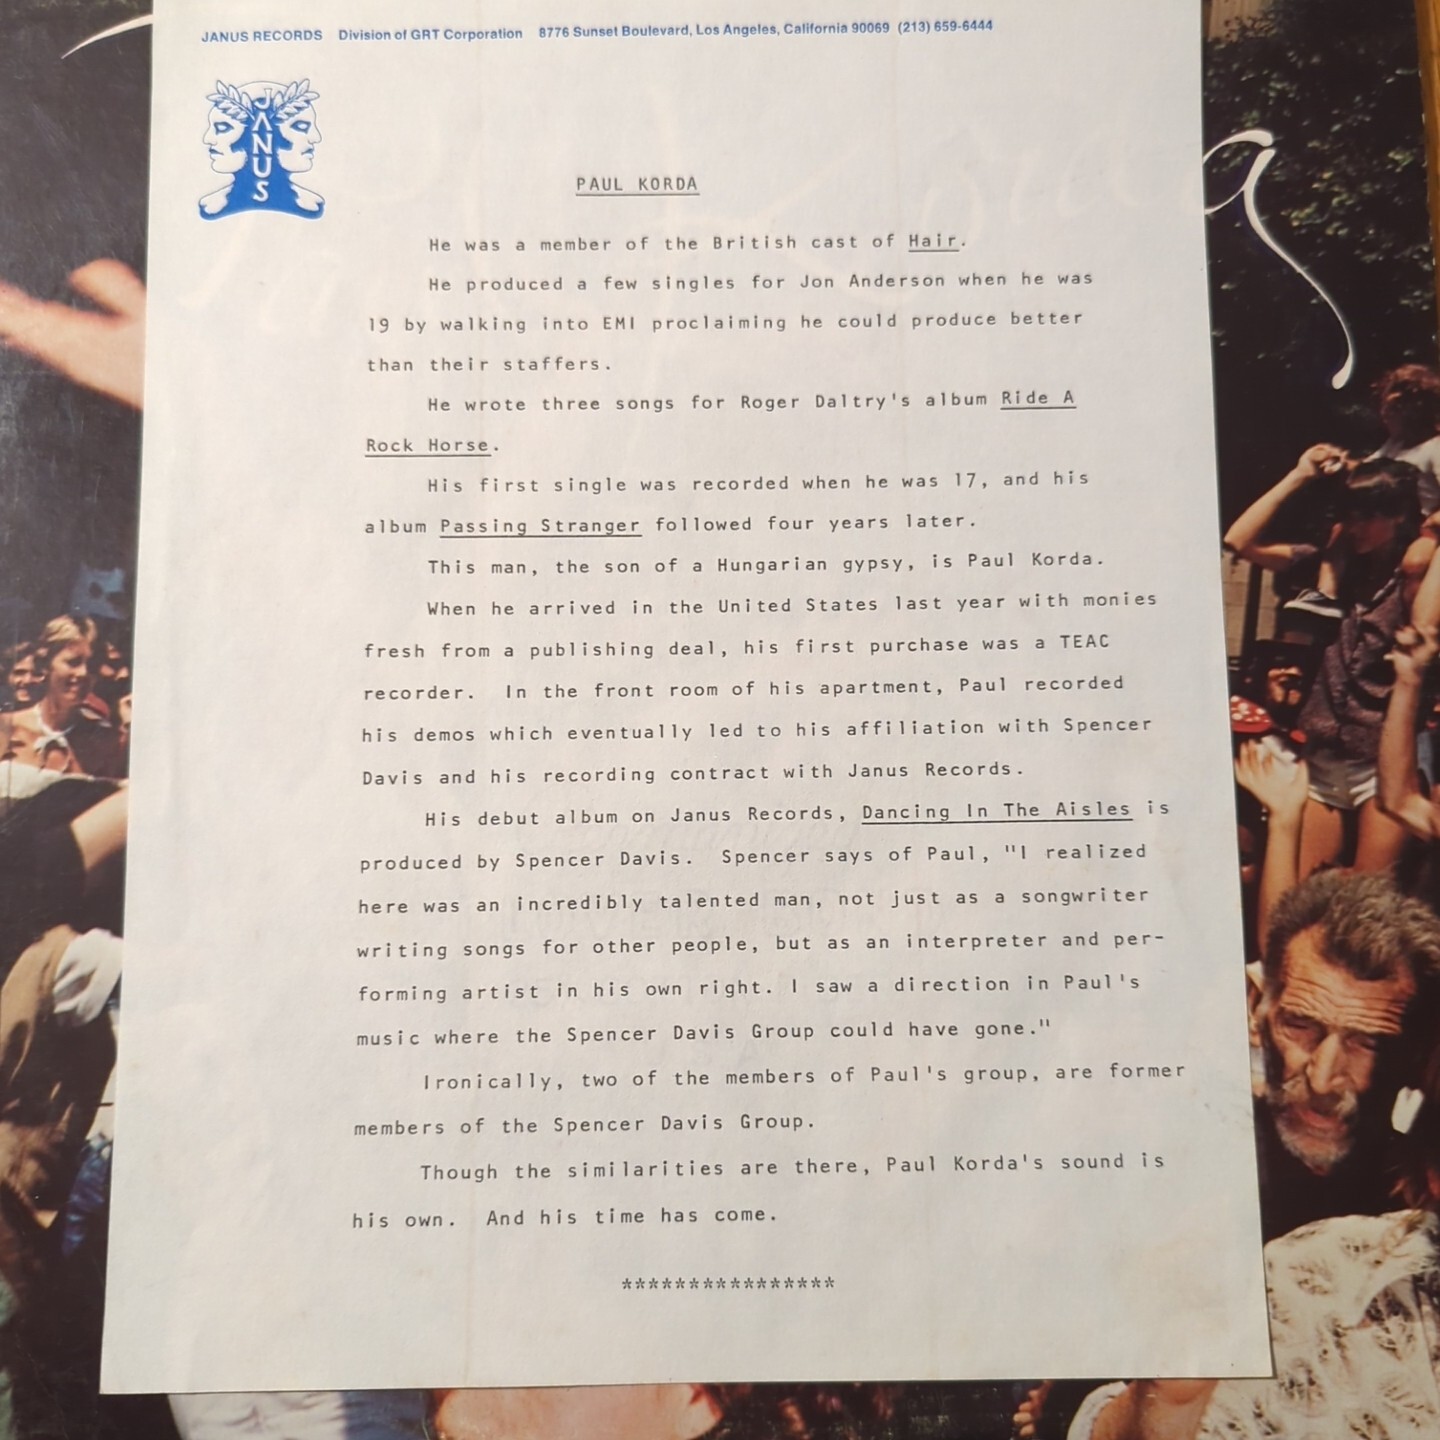 JANUS RECORDS Division of GRT Corporation 8776 Sunset Boulevard, Los Angeles, California 90069 (213) 659-6444
JANUS
PAUL KORDA
He was a member of the British cast of Hair.
He produced a few singles for Jon Anderson when he was
19 by walking into EMI proclaiming he could produce better
than their staffers.
He wrote three songs for Roger Daltry's album Ride A
Rock Horse.
His first single was recorded when he was 17, and his
album Passing Stranger followed four years later.
This man, the son of a Hungarian gypsy, is Paul Korda.
When he arrived in the United States last year with monies
fresh from a publishing deal, his first purchase was a TEAC
recorder. In the front room of his apartment, Paul recorded
his demos which eventually led to his affiliation with Spencer
Davis and his recording contract with Janus Records.
His debut album on Janus Records, Dancing In The Aisles is
produced by Spencer Davis. Spencer says of Paul, "I realized
here was an incredibly talented man, not just as a songwriter
writing songs for other people, but as an interpreter and per-
forming artist in his own right. I saw a direction in Paul's
music where the Spencer Davis Group could have gone."
Ironically, two of the members of Paul's group, are former
members of the Spencer Davis Group.
Though the similarities are there, Paul Korda's sound is
his own. And his time has come.
****************